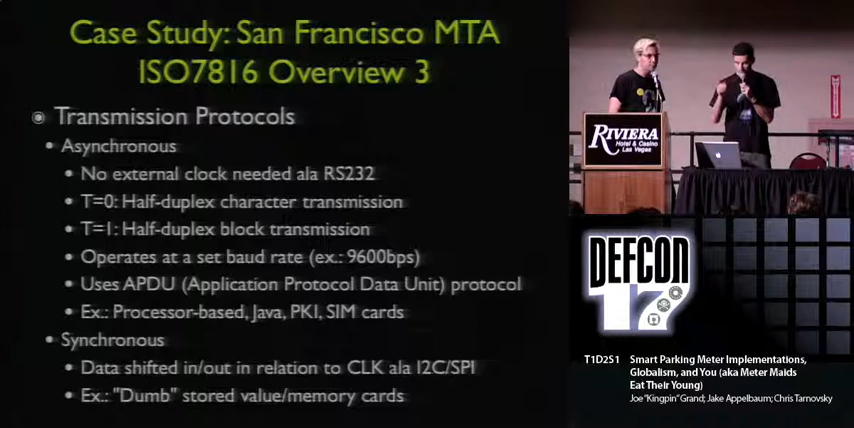 Case Study: San Francisco MTA
ISO7816 Overview 3
Transmission Protocols
Asynchronous
No external clock needed ala RS232
T=0: Half-duplex character transmission
T=1: Half-duplex block transmission
Operates at a set baud rate (ex.: 9600bps)
Uses APDU (Application Protocol Data Unit) protocol
Ex.: Processor-based, Java, PKI, SIM cards
Synchronous
Data shifted in/out in relation to CLK ala I2C/SPI
Ex.: "Dumb" stored value/memory cards
RIVIERA
Hotel & Casino
Las Vegas
DEFCON
17
T1D2S1 Smart Parking Meter Implementations,
Globalism, and You (aka Meter Maids
Eat Their Young)
Joe "Kingpin" Grand; Jake Appelbaum; Chris Tarnovsky